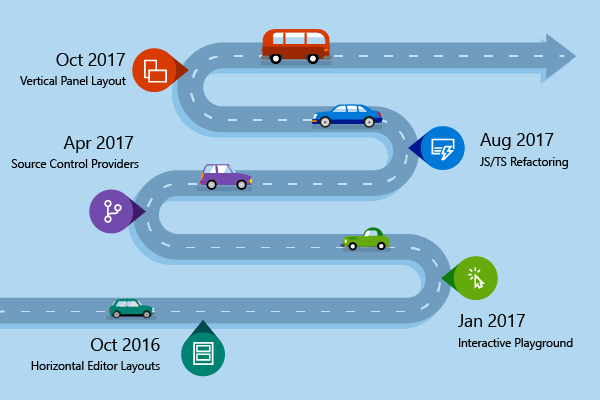 Oct 2017
Vertical Panel Layout
Aug 2017
JS/TS Refactoring
Apr 2017
Source Control Providers
Jan 2017
Interactive Playground
Oct 2016
Horizontal Editor Layouts